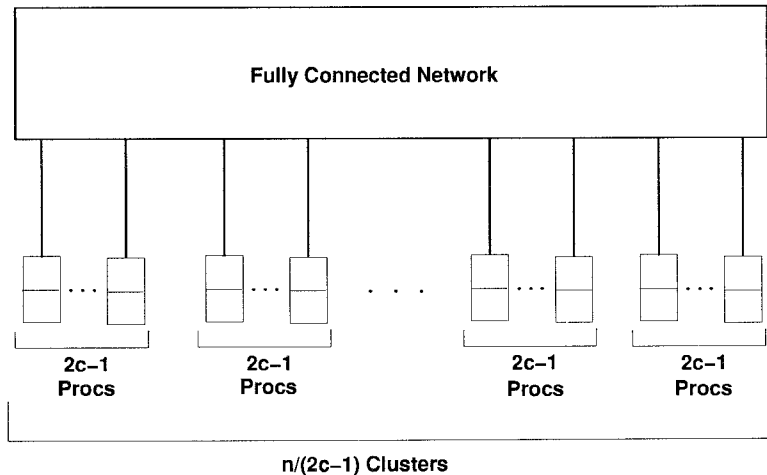 Fully Connected Network
2c−1 2c−1 2c−1 2c−1
Procs Procs Procs Procs
n/(2c−1) Clusters